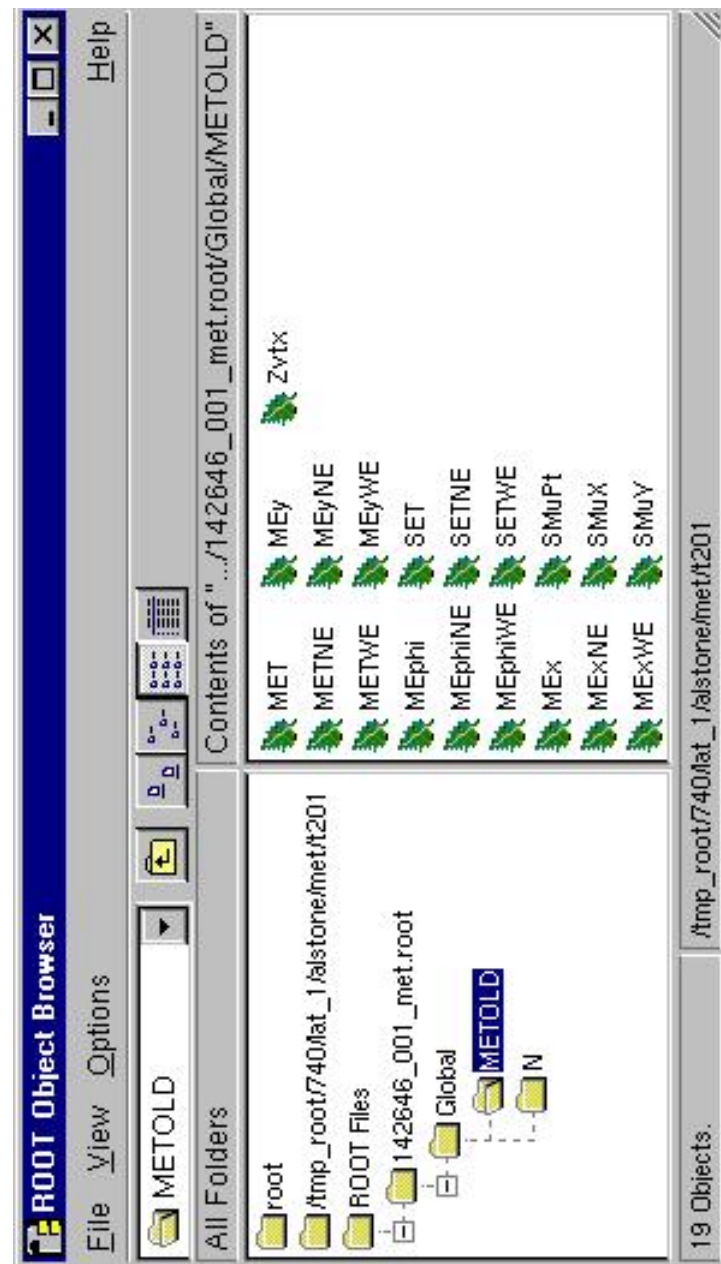 ROOT Object Browser
File View Options Help
METOLD
All Folders
Contents of ".../142646_001_met.root/Global/METOLD"
root
/tmp_root/740/lat_1/alstone/met/t201
ROOT Files
142646_001_met.root
Global
METOLD
N
MET
METNE
METWE
MEphi
MEphiNE
MEphiWE
MEx
MExNE
MExWE
MEy
MEyNE
MEyWE
SET
SETNE
SETWE
SMuPt
SMuX
SMuY
Zvtx
19 Objects.
/tmp_root/740/lat_1/alstone/met/t201